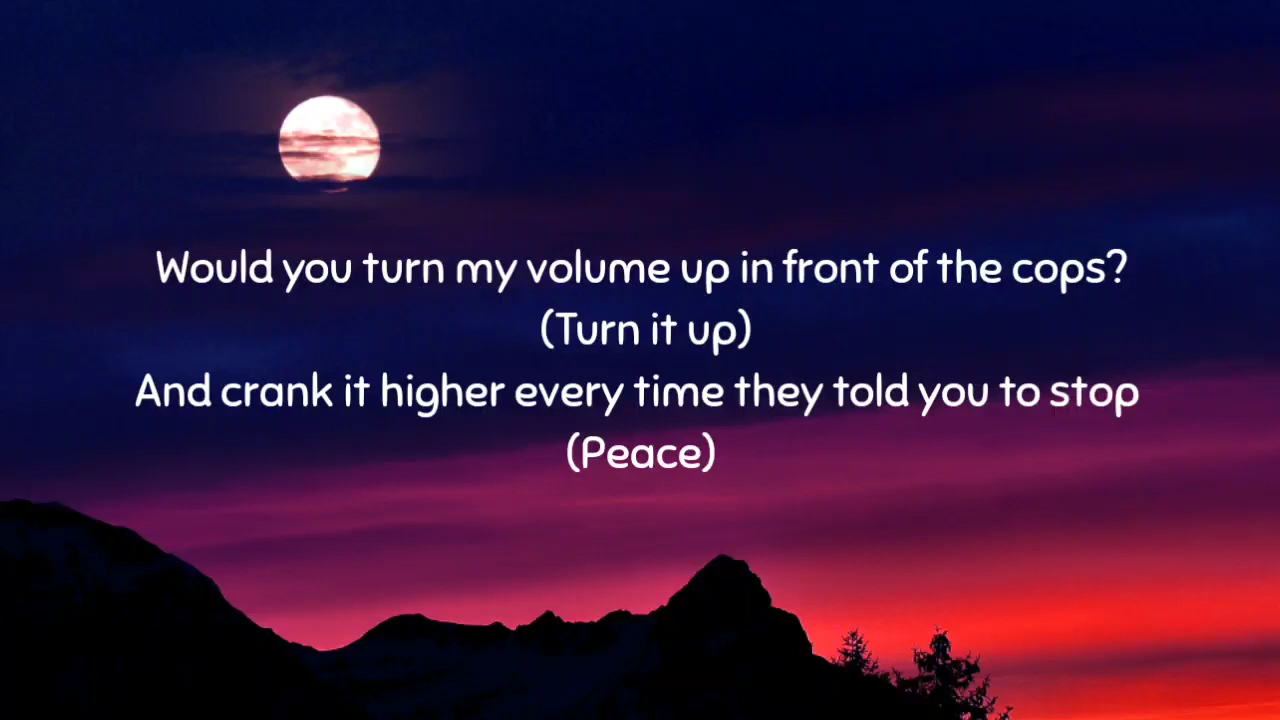 Would you turn my volume up in front of the cops?
(Turn it up)
And crank it higher every time they told you to stop
(Peace)